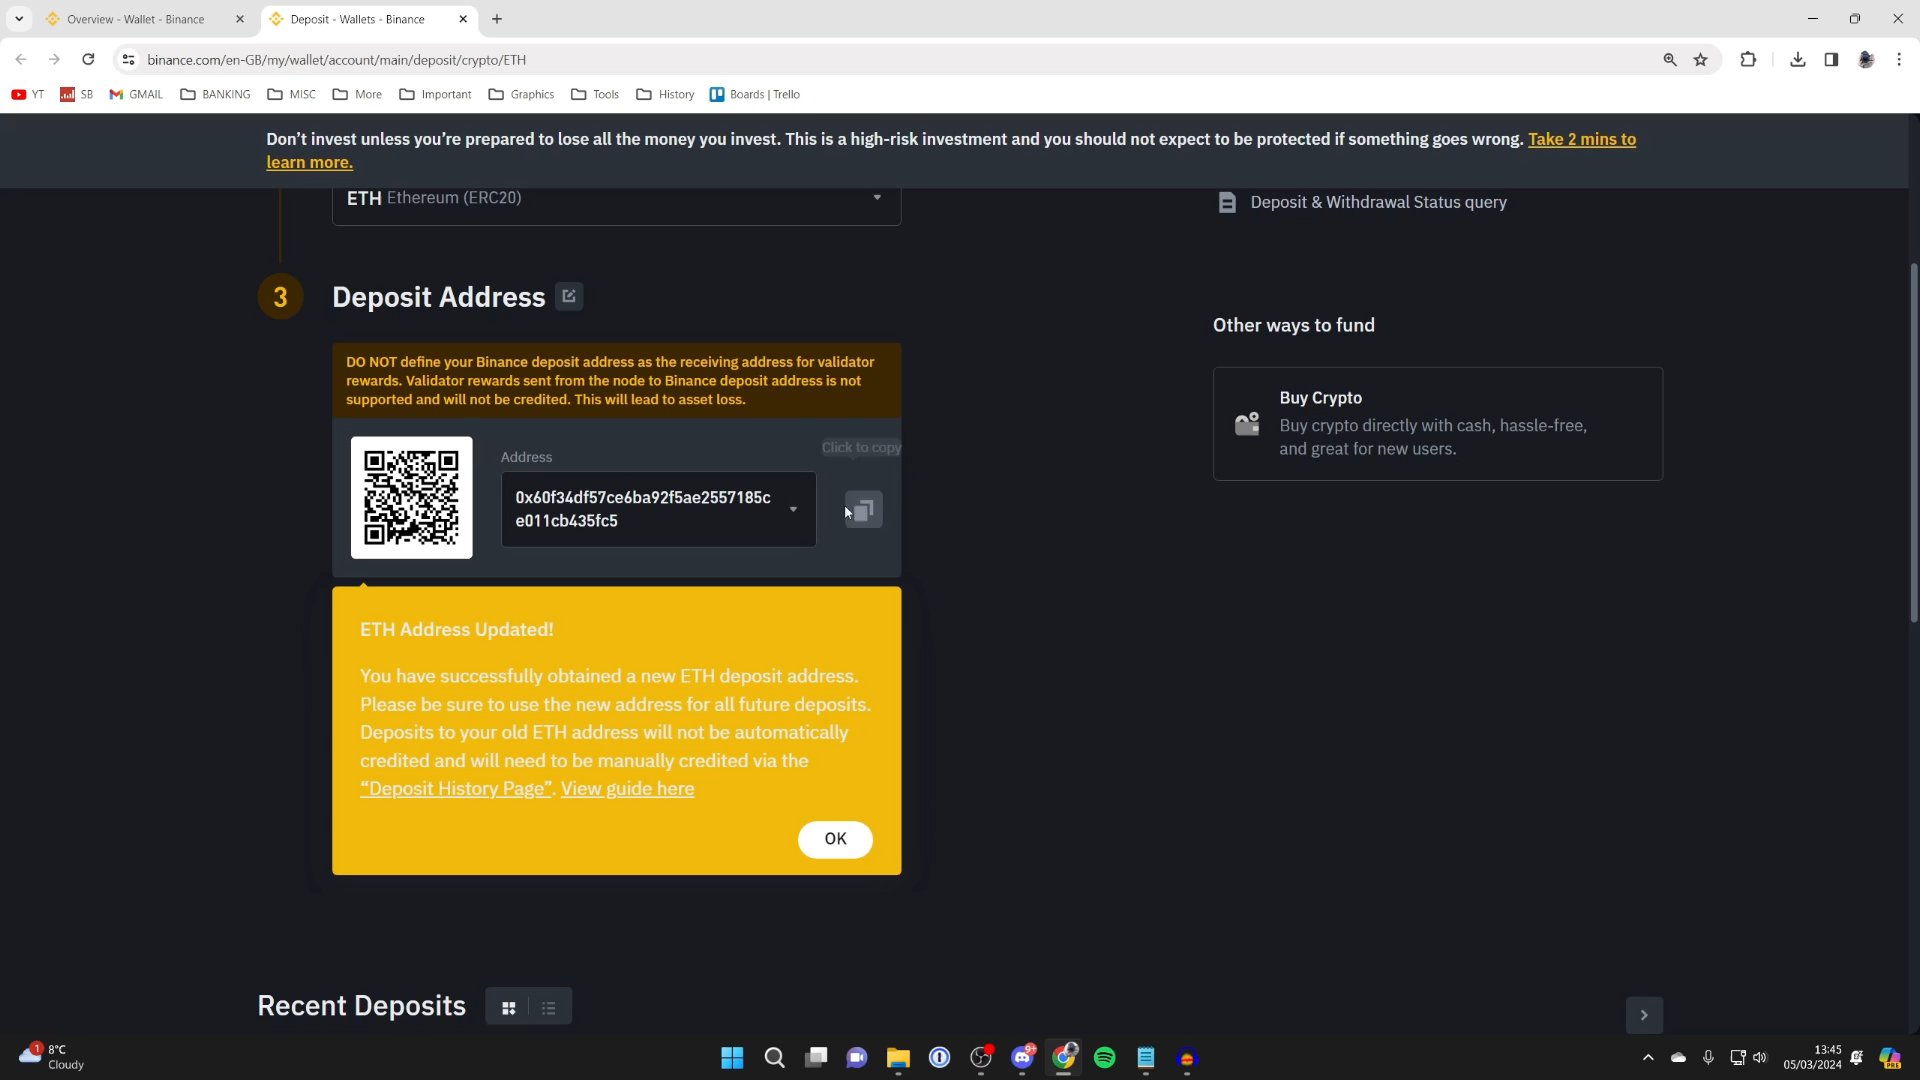 Overview - Wallet - Binance
Deposit - Wallets - Binance
binance.com/en-GB/my/wallet/account/main/deposit/crypto/ETH
YT
SB
GMAIL
BANKING
MISC
More
Important
Graphics
Tools
History
Boards | Trello
Don't invest unless you're prepared to lose all the money you invest. This is a high-risk investment and you should not expect to be protected if something goes wrong. Take 2 mins to
learn more.
ETH Ethereum (ERC20)
Deposit & Withdrawal Status query
3
Deposit Address
Other ways to fund
DO NOT define your Binance deposit address as the receiving address for validator
rewards. Validator rewards sent from the node to Binance deposit address is not
supported and will not be credited. This will lead to asset loss.
Buy Crypto
Buy crypto directly with cash, hassle-free,
and great for new users.
Click to copy
Address
0x60f34df57ce6ba92f5ae2557185c
e011cb435fc5
ETH Address Updated!
You have successfully obtained a new ETH deposit address.
Please be sure to use the new address for all future deposits.
Deposits to your old ETH address will not be automatically
credited and will need to be manually credited via the
“Deposit History Page”. View guide here
OK
Recent Deposits
1
8°C
Cloudy
9+
13:45
05/03/2024
PRE